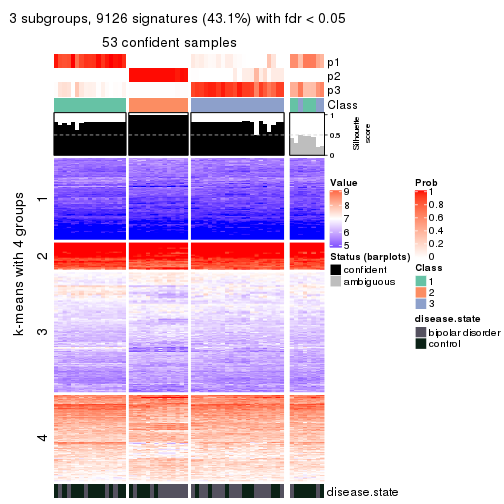 3 subgroups, 9126 signatures (43.1%) with fdr < 0.05
53 confident samples
p1
p2
p3
Class
1
0.5
0
Silhouette
score
k-means with 4 groups
1
2
3
4
disease.state
Value
9
8
7
6
5
Status (barplots)
confident
ambiguous
Prob
1
0.8
0.6
0.4
0.2
0
Class
1
2
3
disease.state
bipolar disorder
control